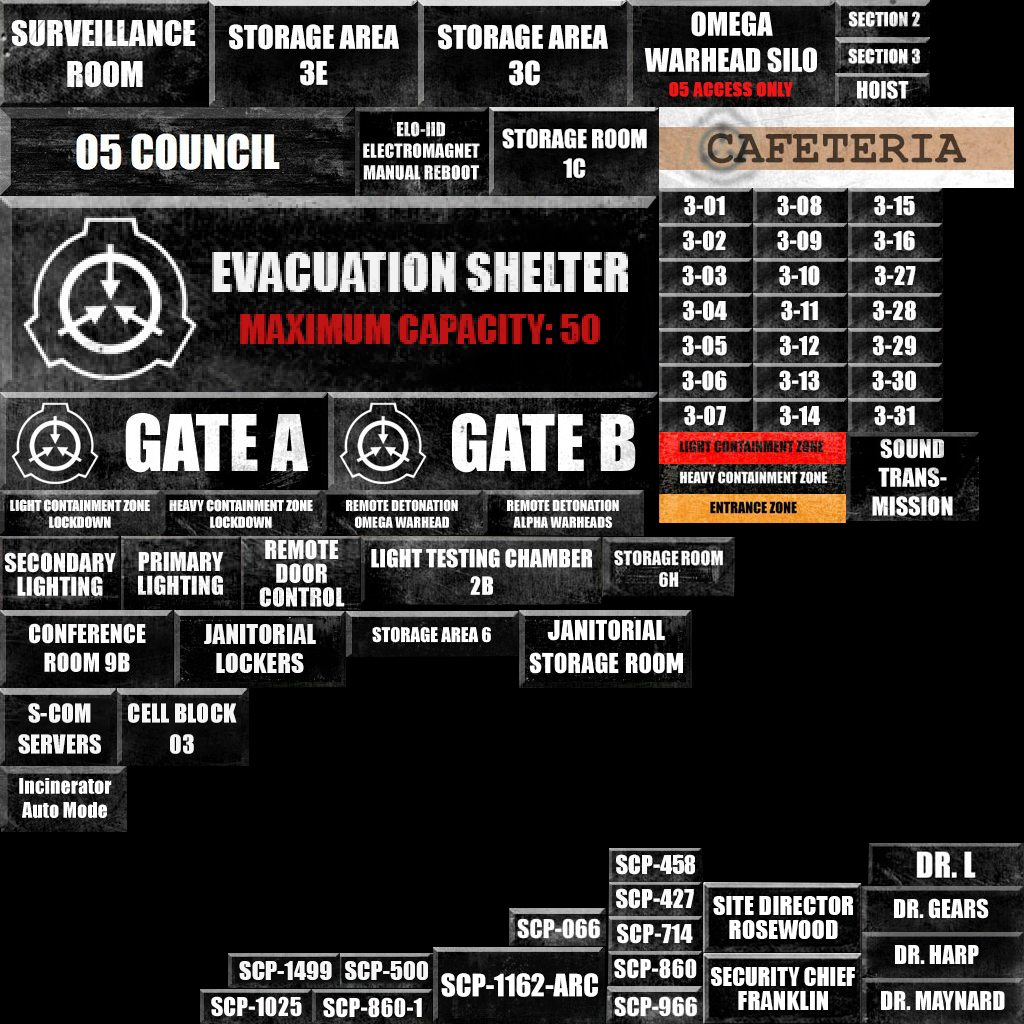 SURVEILLANCE
ROOM
STORAGE AREA
3E
STORAGE AREA
3C
OMEGA
WARHEAD SILO
05 ACCESS ONLY
SECTION 2
SECTION 3
HOIST
05 COUNCIL
ELO-IID
ELECTROMAGNET
MANUAL REBOOT
STORAGE ROOM
1C
CAFETERIA
EVACUATION SHELTER
MAXIMUM CAPACITY: 50
3-01
3-08
3-15
3-02
3-09
3-16
3-03
3-10
3-27
3-04
3-11
3-28
3-05
3-12
3-29
3-06
3-13
3-30
3-07
3-14
3-31
GATE A
GATE B
LIGHT CONTAINMENT ZONE
HEAVY CONTAINMENT ZONE
ENTRANCE ZONE
SOUND
TRANS-
MISSION
LIGHT CONTAINMENT ZONE
LOCKDOWN
HEAVY CONTAINMENT ZONE
LOCKDOWN
REMOTE DETONATION
OMEGA WARHEAD
REMOTE DETONATION
ALPHA WARHEADS
SECONDARY
LIGHTING
PRIMARY
LIGHTING
REMOTE
DOOR
CONTROL
LIGHT TESTING CHAMBER
2B
STORAGE ROOM
6H
CONFERENCE
ROOM 9B
JANITORIAL
LOCKERS
STORAGE AREA 6
JANITORIAL
STORAGE ROOM
S-COM
SERVERS
CELL BLOCK
03
Incinerator
Auto Mode
SCP-458
SCP-427
SCP-714
SCP-860
SCP-966
SCP-066
SCP-1499
SCP-500
SCP-1025
SCP-860-1
SCP-1162-ARC
SITE DIRECTOR
ROSEWOOD
SECURITY CHIEF
FRANKLIN
DR. L
DR. GEARS
DR. HARP
DR. MAYNARD